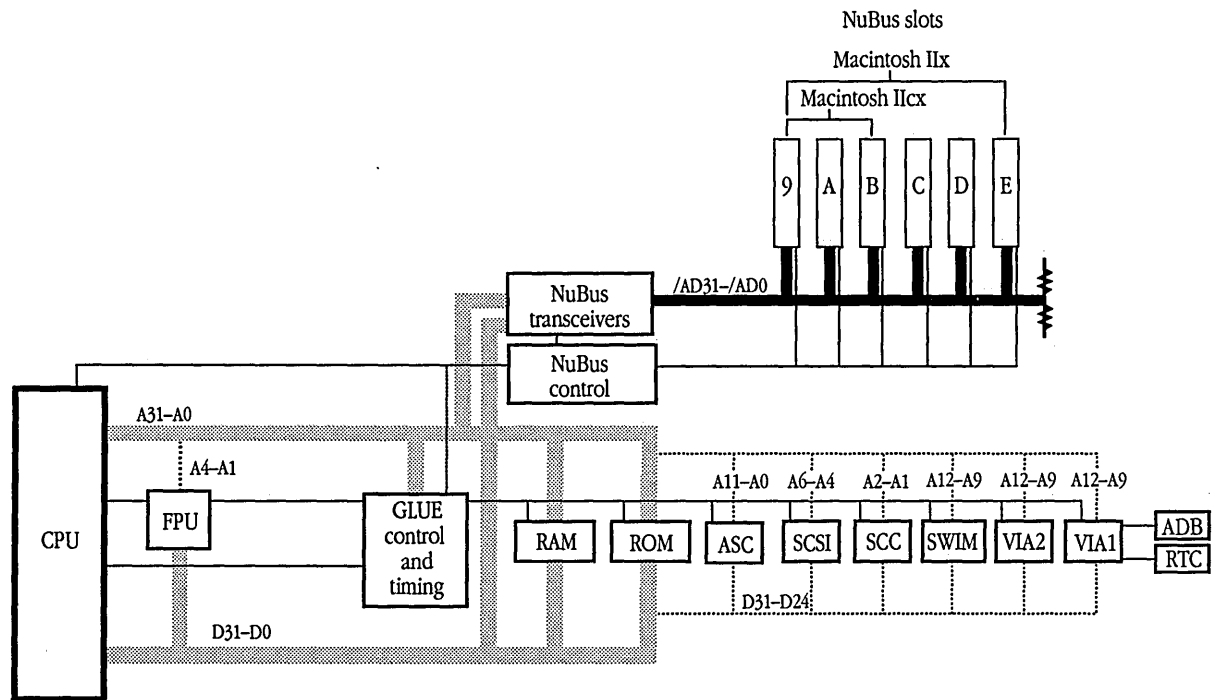 NuBus slots
Macintosh IIx
Macintosh IIcx
9
A
B
C
D
E
/AD31–/AD0
NuBus
transceivers
NuBus
control
A31–A0
A4–A1
CPU
FPU
GLUE
control
and
timing
RAM
ROM
A11–A0
A6–A4
A2–A1
A12–A9
A12–A9
A12–A9
ASC
SCSI
SCC
SWIM
VIA2
VIA1
ADB
RTC
D31–D24
D31–D0